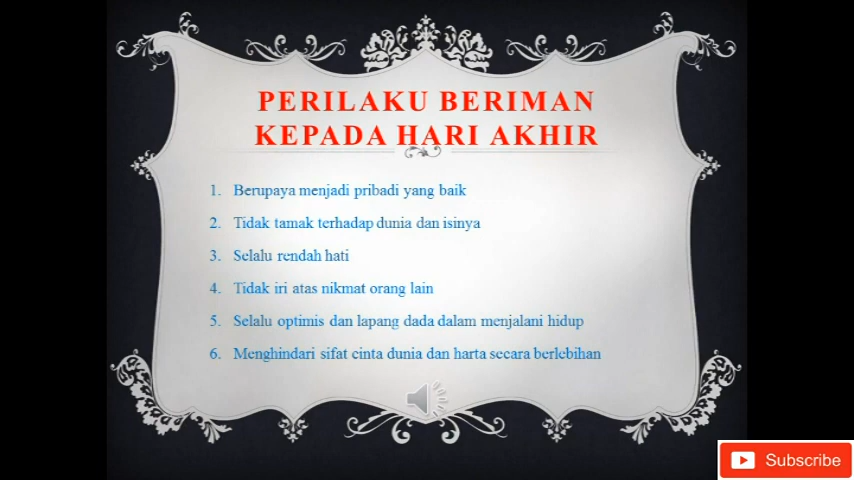 PERILAKU BERIMAN
KEPADA HARI AKHIR
1. Berupaya menjadi pribadi yang baik
2. Tidak tamak terhadap dunia dan isinya
3. Selalu rendah hati
4. Tidak iri atas nikmat orang lain
5. Selalu optimis dan lapang dada dalam menjalani hidup
6. Menghindari sifat cinta dunia dan harta secara berlebihan
Subscribe